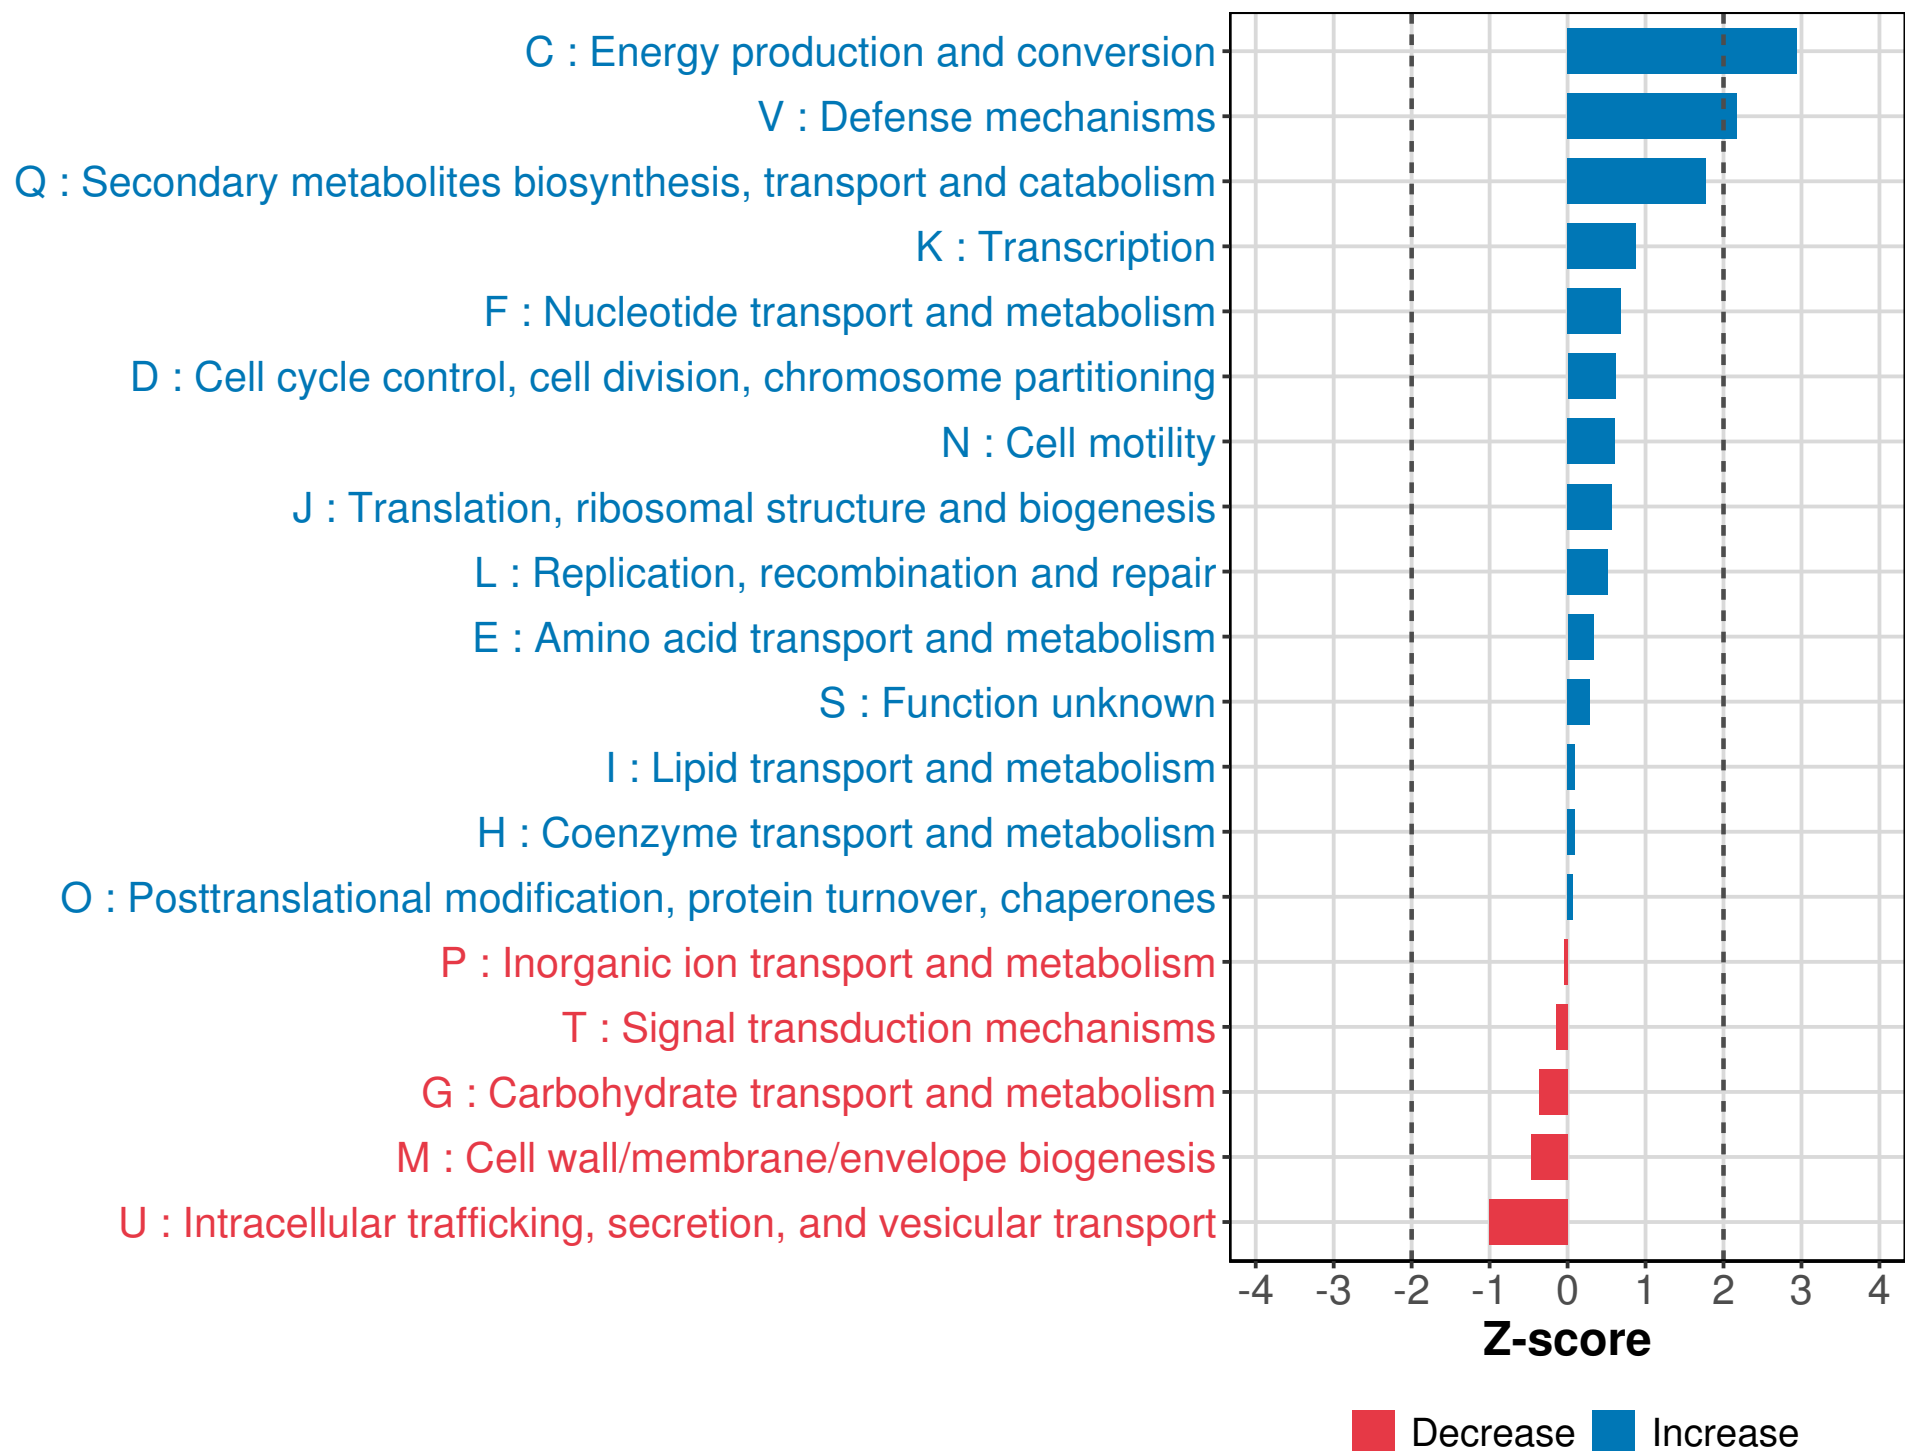 C : Energy production and conversion
V : Defense mechanisms
Q : Secondary metabolites biosynthesis, transport and catabolism
K : Transcription
F : Nucleotide transport and metabolism
D : Cell cycle control, cell division, chromosome partitioning
N : Cell motility
J : Translation, ribosomal structure and biogenesis
L : Replication, recombination and repair
E : Amino acid transport and metabolism
S : Function unknown
I : Lipid transport and metabolism
H : Coenzyme transport and metabolism
O : Posttranslational modification, protein turnover, chaperones
P : Inorganic ion transport and metabolism
T : Signal transduction mechanisms
G : Carbohydrate transport and metabolism
M : Cell wall/membrane/envelope biogenesis
U : Intracellular trafficking, secretion, and vesicular transport
-4 -3 -2 -1 0 1 2 3 4
Z-score
Decrease Increase